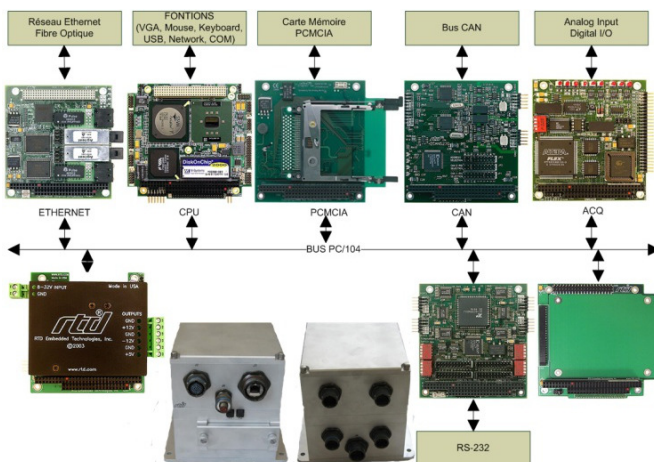 Réseau Ethernet
Fibre Optique
FONTIONS
(VGA, Mouse, Keyboard,
USB, Network, COM)
Carte Mémoire
PCMCIA
Bus CAN
Analog Input
Digital I/O
DiskOnChip
ETHERNET
CPU
PCMCIA
CAN
ACQ
BUS PC/104
8-32V INPUT
GND
Made in USA
OUTPUTS
GND
+12V
GND
-12V
GND
+5V
rtd
RTD Embedded Technologies, Inc.
©2003
www.rtd.com
RS-232